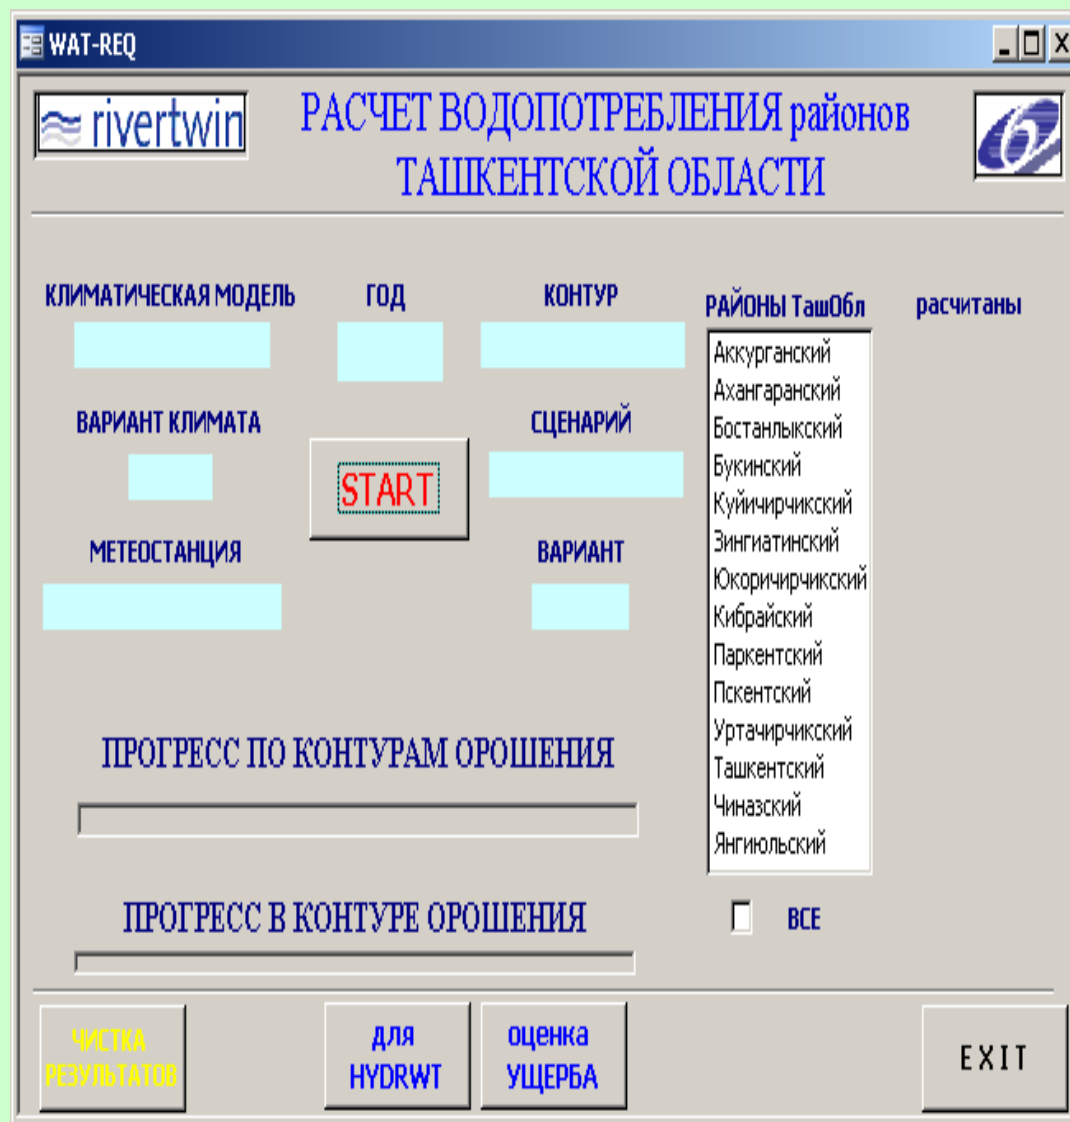 WAT-REQ
rivertwin
РАСЧЕТ ВОДОПОТРЕБЛЕНИЯ районов
ТАШКЕНТСКОЙ ОБЛАСТИ
6
КЛИМАТИЧЕСКАЯ МОДЕЛЬ
ГОД
КОНТУР
РАЙОНЫ ТашОбл
расчитаны
Аккурганский
Ахангаранский
Бостанлыкский
Букинский
Куйичирчикский
Зингиатинский
Юкоричирчикский
Кибрайский
Паркентский
Пскентский
Уртачирчикский
Ташкентский
Чиназский
Янгиюльский
ВАРИАНТ КЛИМАТА
START
СЦЕНАРИЙ
МЕТЕОСТАНЦИЯ
ВАРИАНТ
ПРОГРЕСС ПО КОНТУРАМ ОРОШЕНИЯ
ПРОГРЕСС В КОНТУРЕ ОРОШЕНИЯ
ВСЕ
ЧИСТКА
РЕЗУЛЬТАТОВ
для
HYDRWT
оценка
УЩЕРБА
EXIT